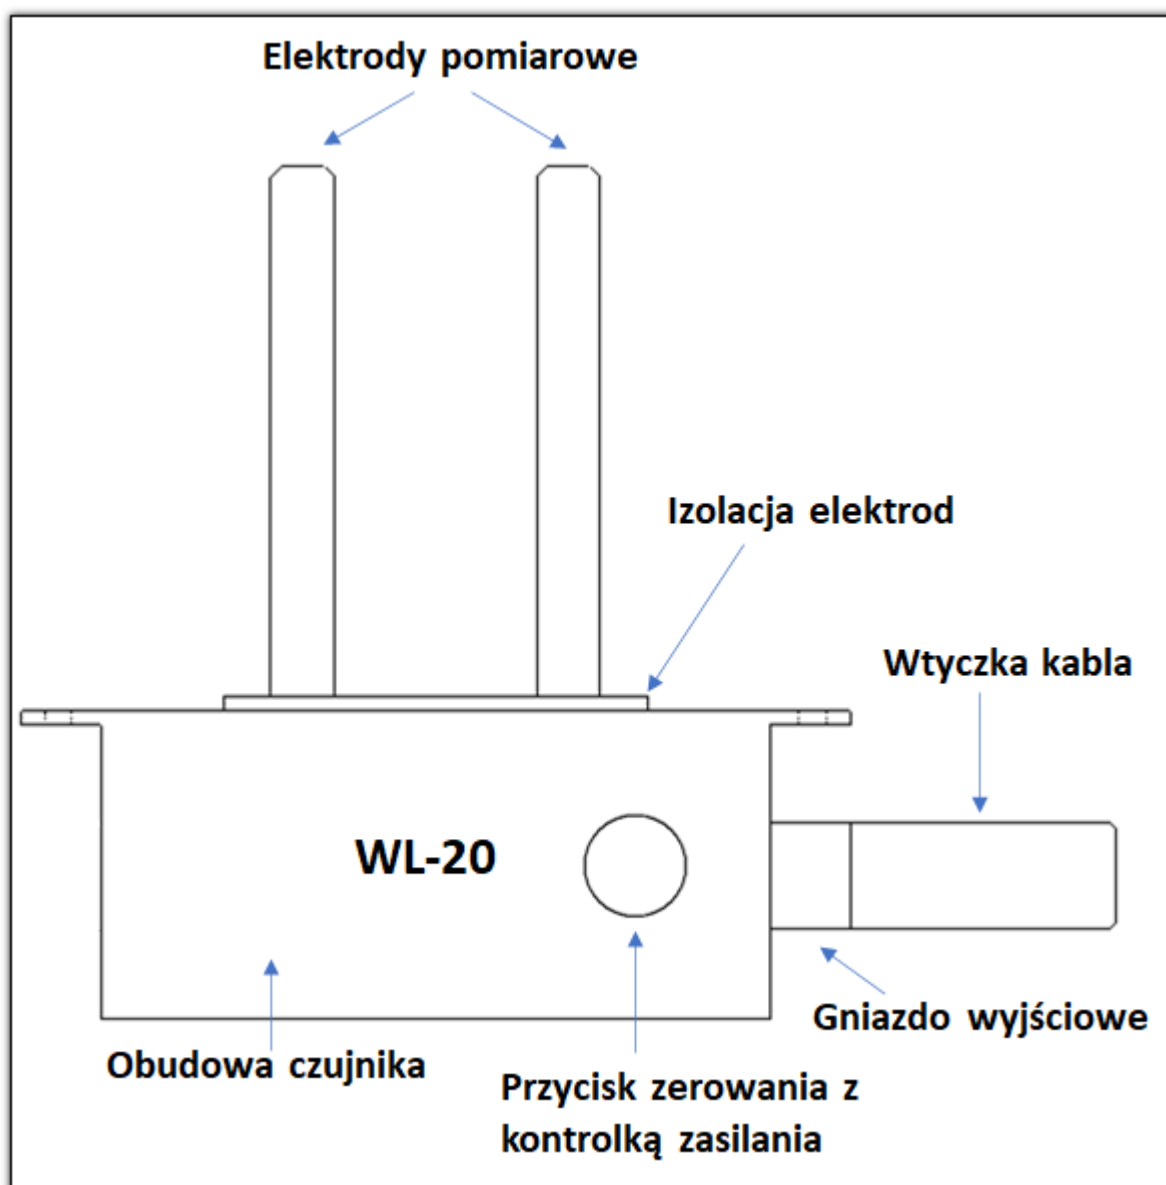 Elektrody pomiarowe
Izolacja elektrod
Wtyczka kabla
WL-20
Gniazdo wyjściowe
Obudowa czujnika
Przycisk zerowania z
kontrolką zasilania